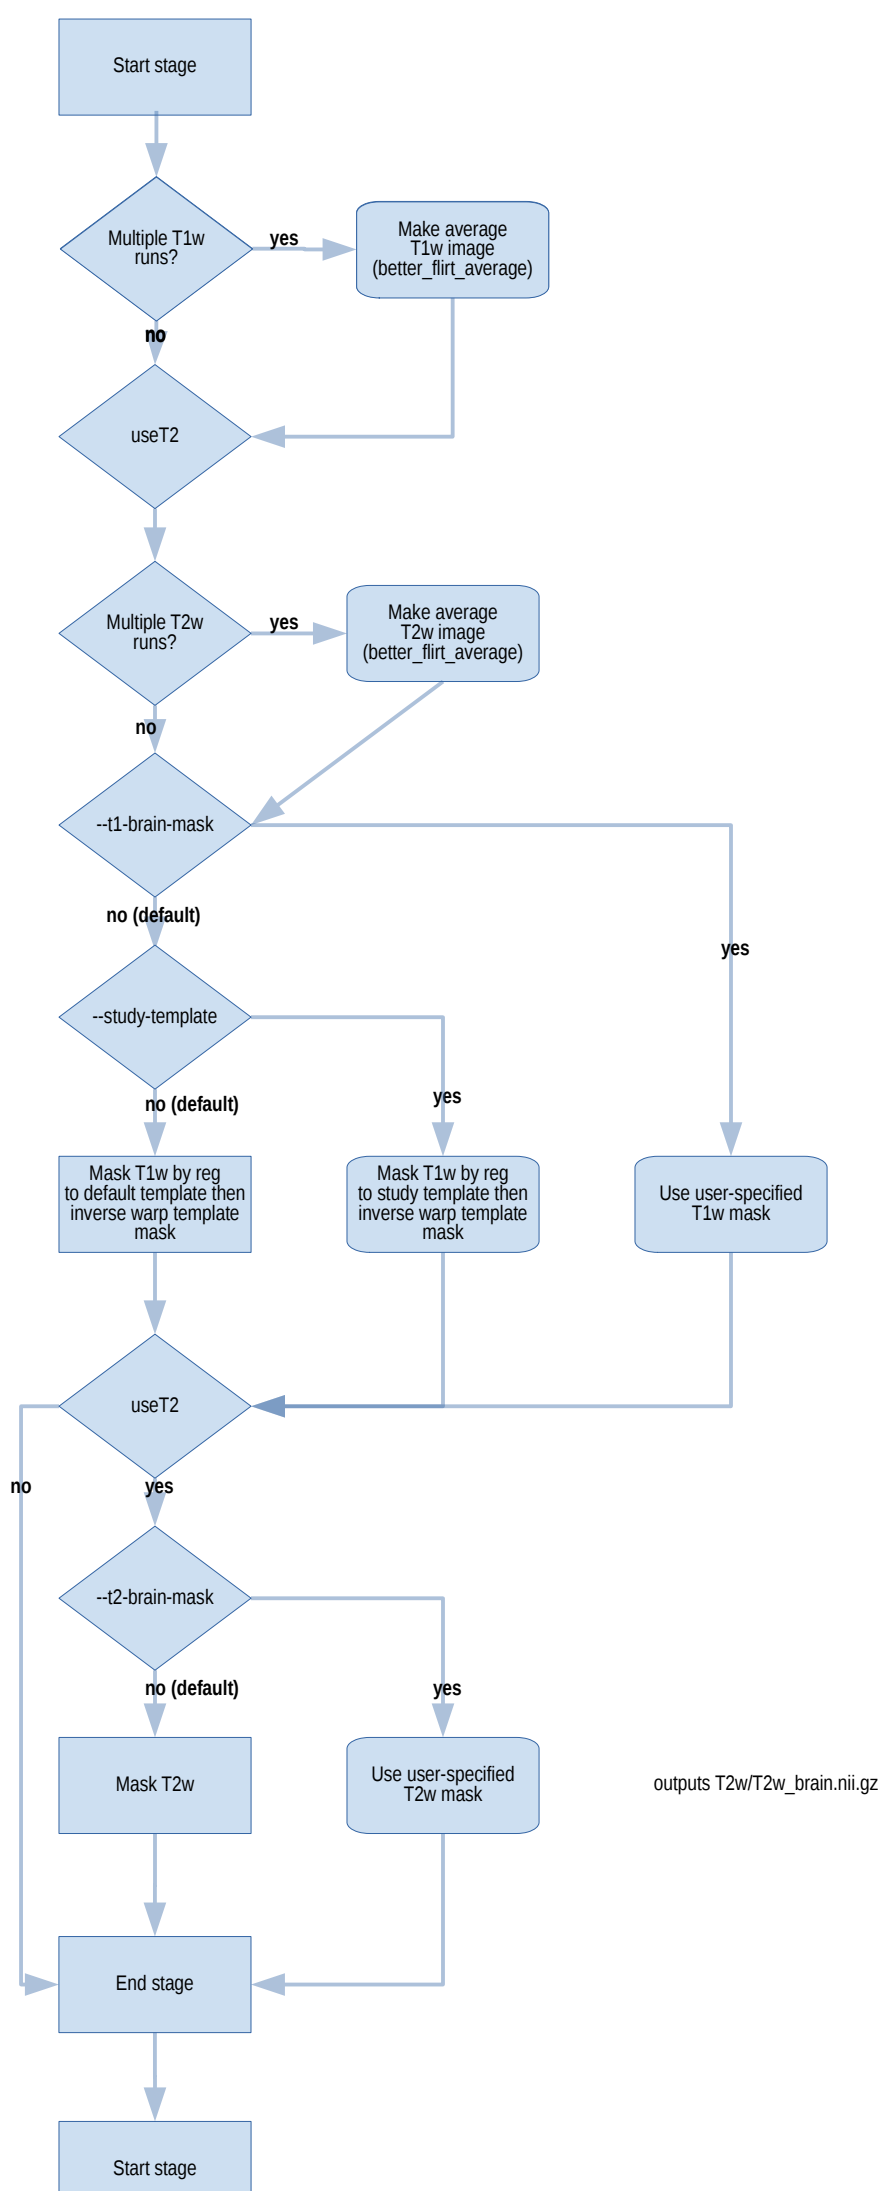 Start stage
Multiple T1w
runs?
yes
Make average
T1w image
(better_flirt_average)
no
useT2
Multiple T2w
runs?
yes
Make average
T2w image
(better_flirt_average)
no
--t1-brain-mask
no (default)
yes
--study-template
no (default)
yes
Mask T1w by reg
to default template then
inverse warp template
mask
Mask T1w by reg
to study template then
inverse warp template
mask
Use user-specified
T1w mask
useT2
no
yes
--t2-brain-mask
no (default)
yes
Mask T2w
Use user-specified
T2w mask
outputs T2w/T2w_brain.nii.gz
End stage
Start stage